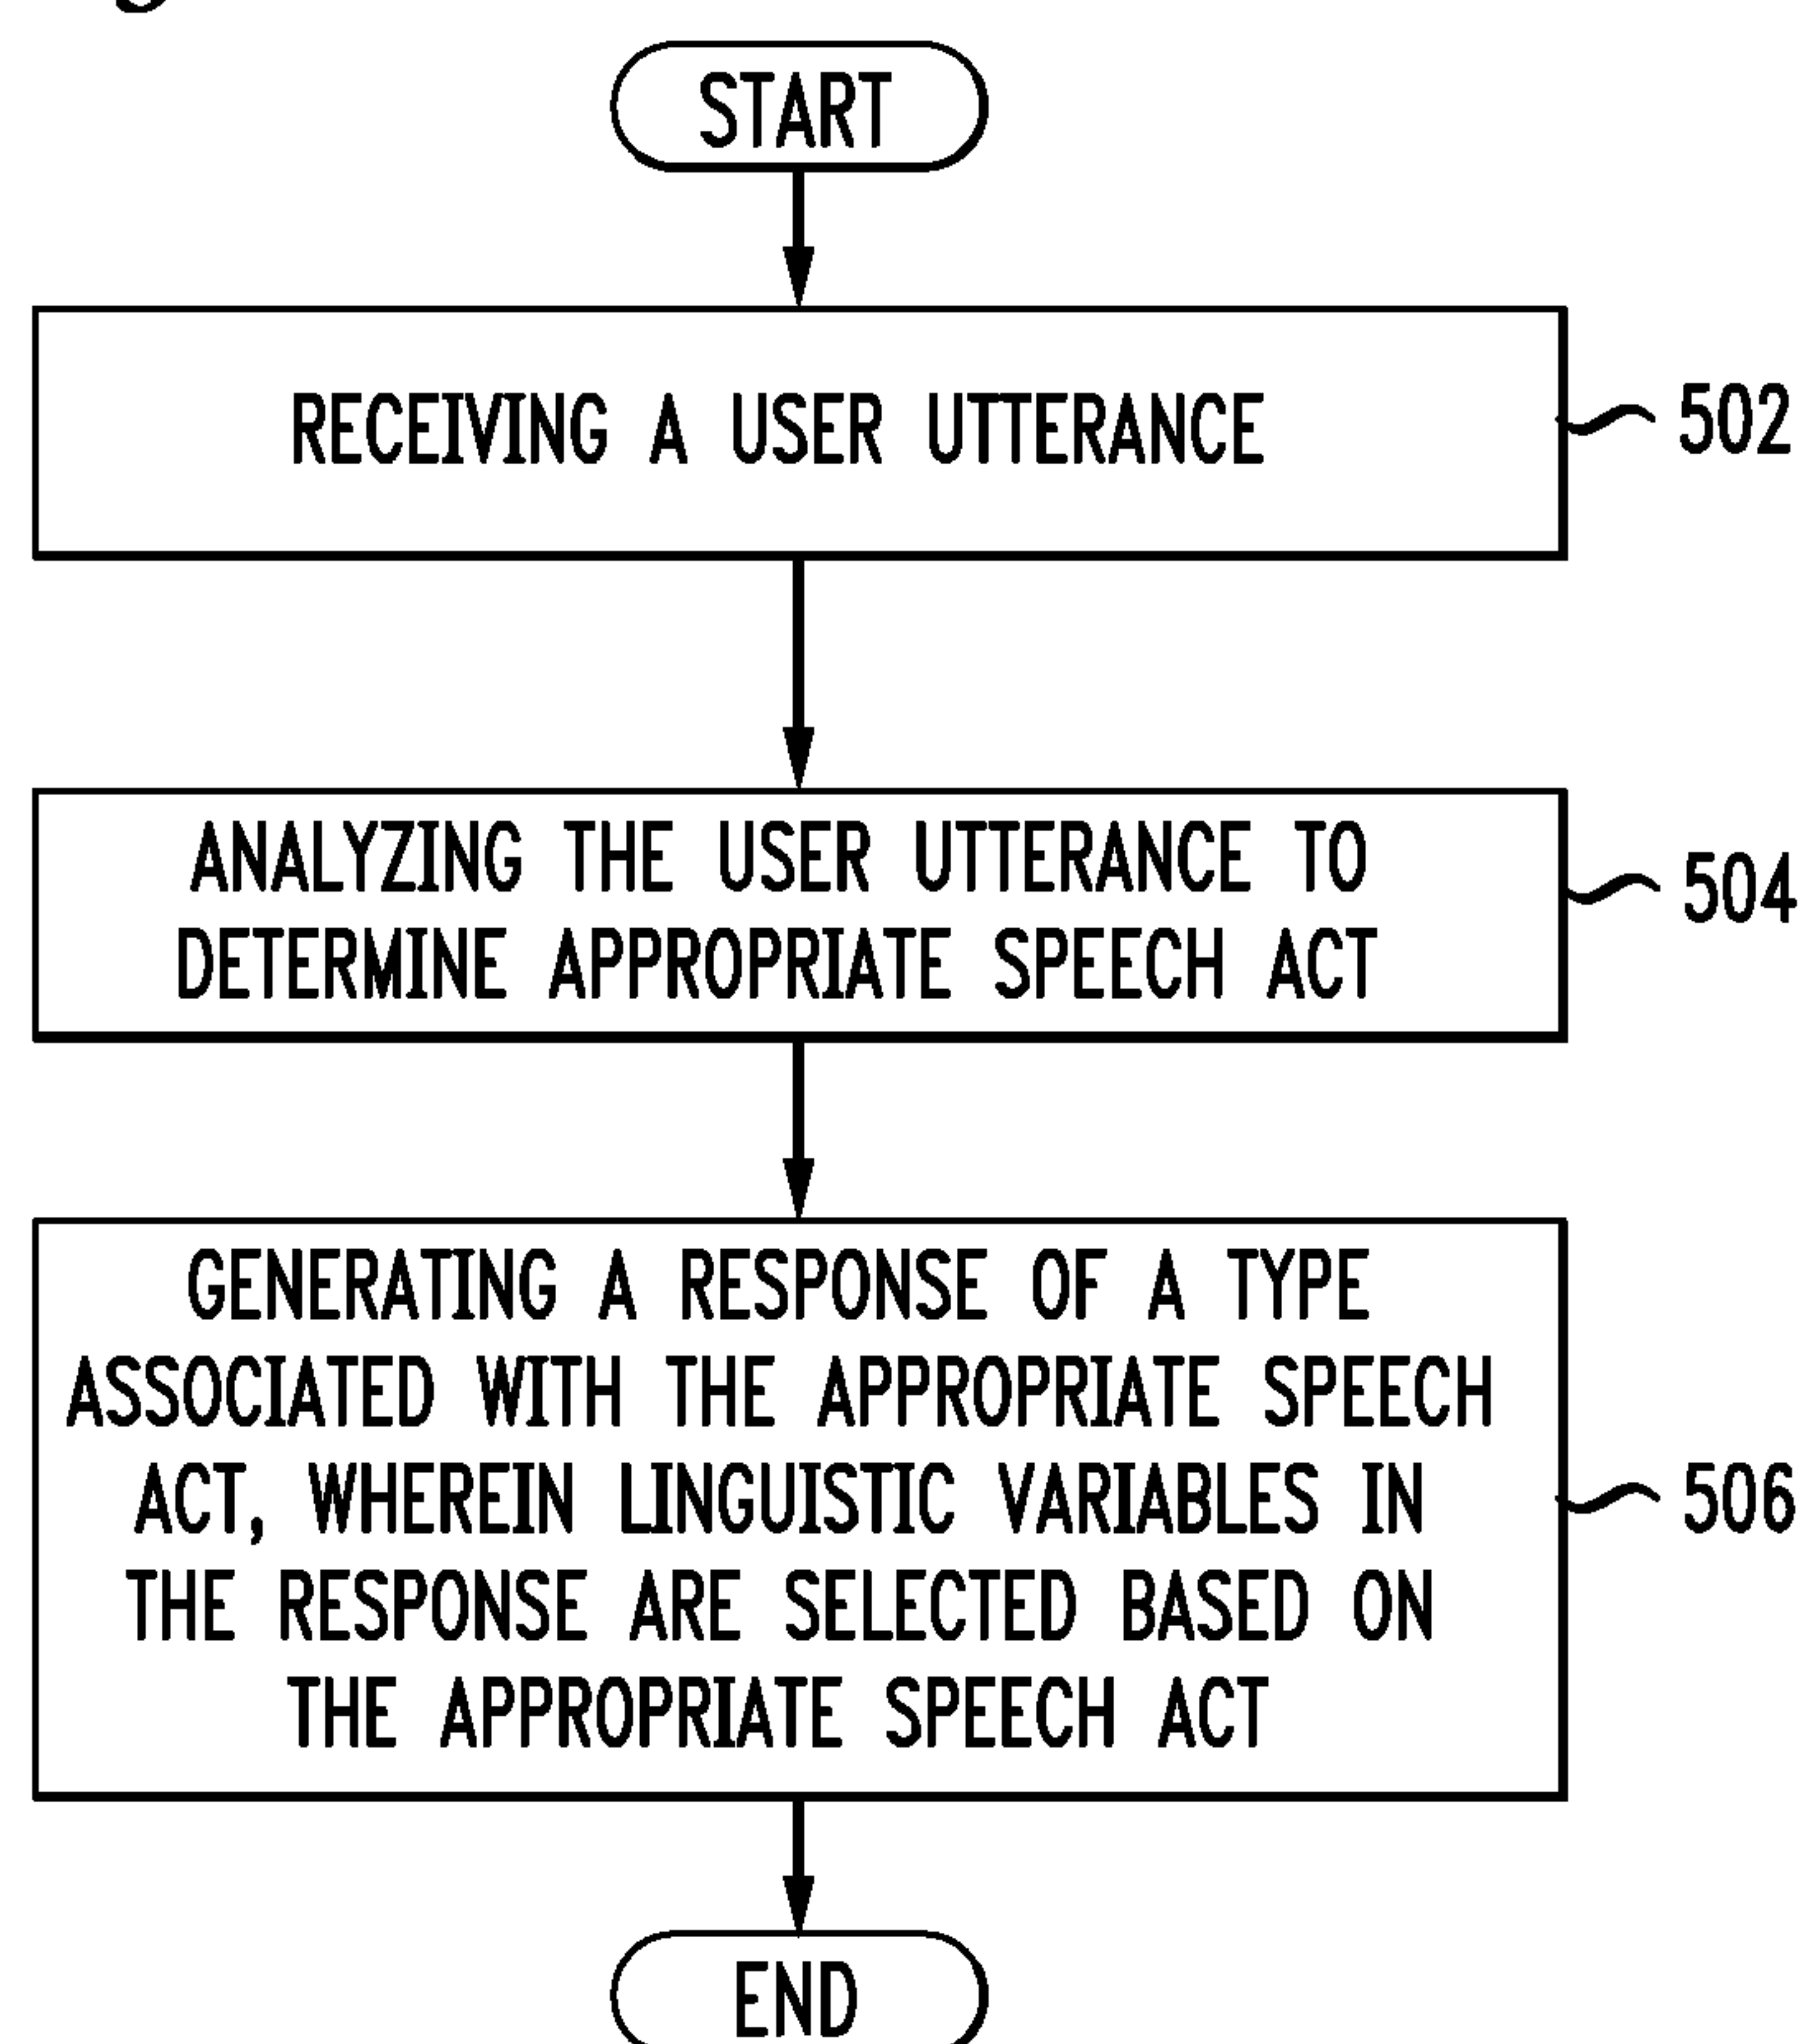 START
RECEIVING A USER UTTERANCE
502
ANALYZING THE USER UTTERANCE TO
DETERMINE APPROPRIATE SPEECH ACT
504
GENERATING A RESPONSE OF A TYPE
ASSOCIATED WITH THE APPROPRIATE SPEECH
ACT, WHEREIN LINGUISTIC VARIABLES IN
THE RESPONSE ARE SELECTED BASED ON
THE APPROPRIATE SPEECH ACT
506
END